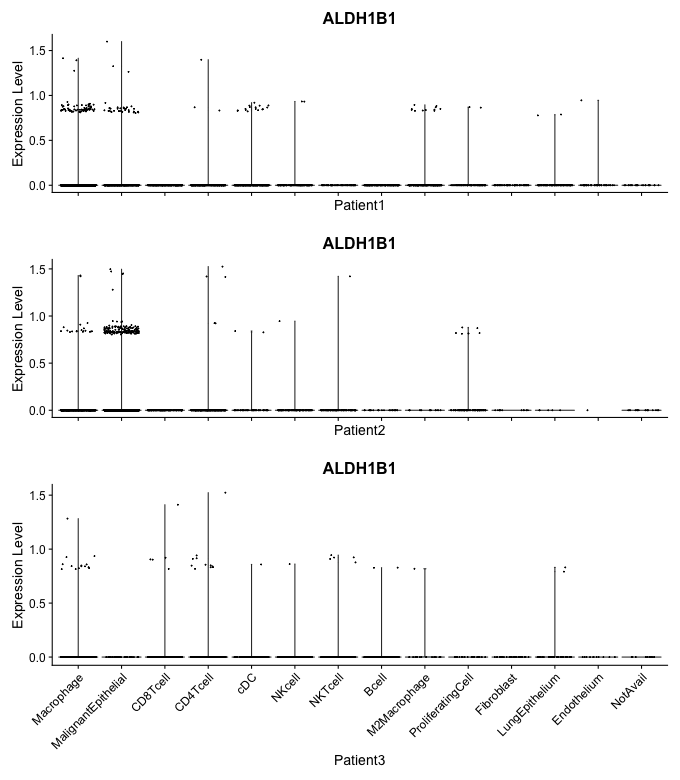 ALDH1B1
Expression Level
1.5
1.0
0.5
0.0
Patient1
ALDH1B1
Expression Level
1.5
1.0
0.5
0.0
Patient2
ALDH1B1
Expression Level
1.5
1.0
0.5
0.0
Macrophage
MalignantEpithelial
CD8Tcell
CD4Tcell
cDC
NKcell
NKTcell
Bcell
M2Macrophage
ProliferatingCell
Fibroblast
LungEpithelium
Endothelium
NotAvail
Patient3